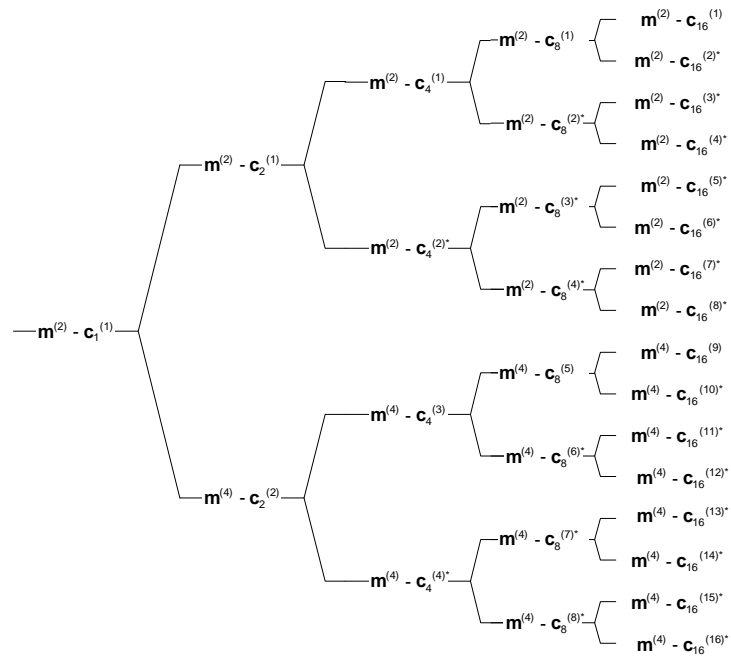 m(2) - c16(1)
m(2) - c8(1)
m(2) - c16(2)*
m(2) - c4(1)
m(2) - c16(3)*
m(2) - c8(2)*
m(2) - c16(4)*
m(2) - c2(1)
m(2) - c16(5)*
m(2) - c8(3)*
m(2) - c16(6)*
m(2) - c4(2)*
m(2) - c16(7)*
m(2) - c8(4)*
m(2) - c16(8)*
m(2) - c1(1)
m(4) - c16(9)
m(4) - c8(5)
m(4) - c16(10)*
m(4) - c4(3)
m(4) - c16(11)*
m(4) - c8(6)*
m(4) - c16(12)*
m(4) - c2(2)
m(4) - c16(13)*
m(4) - c8(7)*
m(4) - c16(14)*
m(4) - c4(4)*
m(4) - c16(15)*
m(4) - c8(8)*
m(4) - c16(16)*